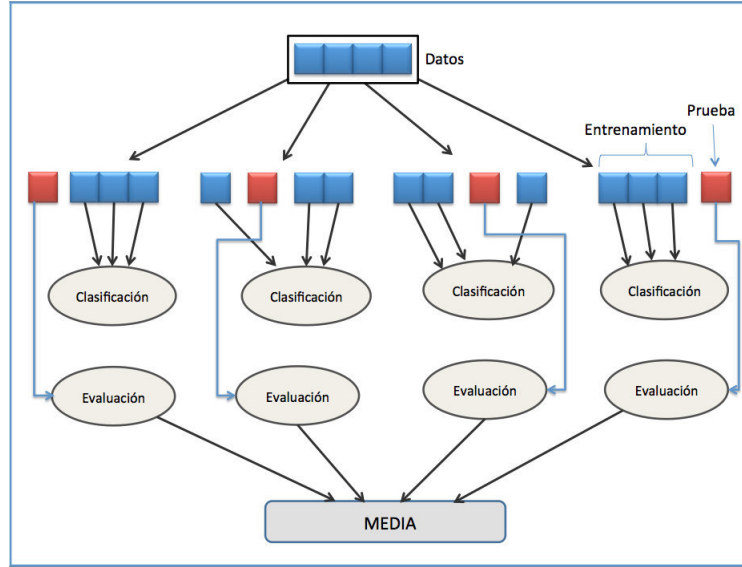 Datos
Prueba
Entrenamiento
Clasificación
Clasificación
Clasificación
Clasificación
Evaluación
Evaluación
Evaluación
Evaluación
MEDIA